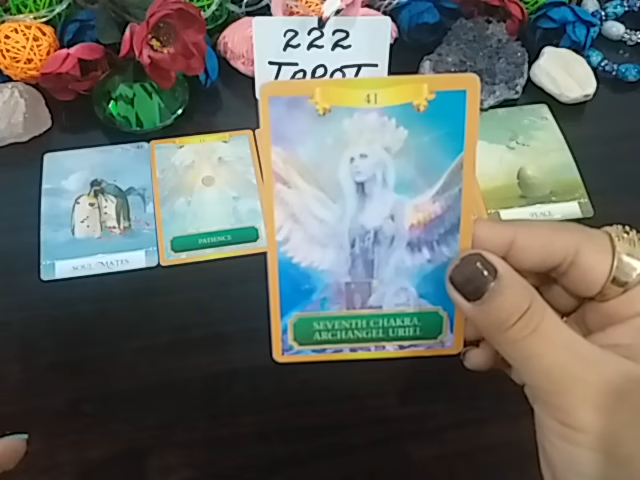 222
TAROT
41
SEVENTH CHAKRA
ARCHANGEL URIEL
SOUL MATES
PATIENCE
PEACE